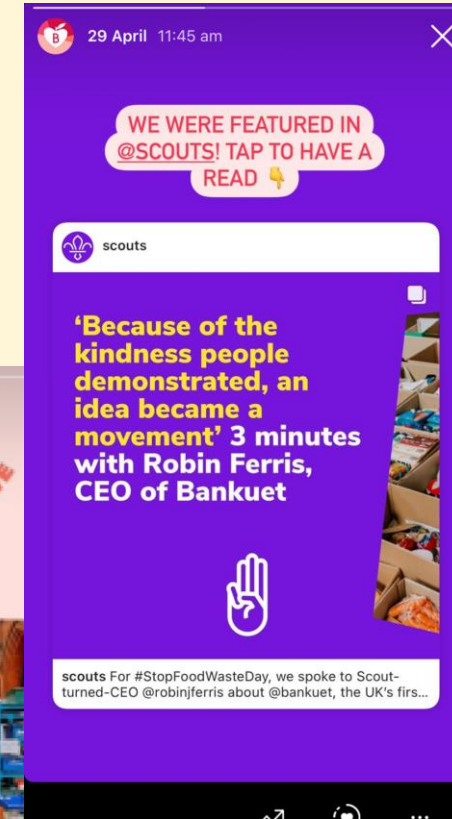 B
29 April 11:45 am
WE WERE FEATURED IN
@SCOUTS! TAP TO HAVE A
READ 👇
scouts
‘Because of the
kindness people
demonstrated, an
idea became a
movement’ 3 minutes
with Robin Ferris,
CEO of Bankuet
scouts For #StopFoodWasteDay, we spoke to Scout-
turned-CEO @robinjferris about @bankuet, the UK’s firs...